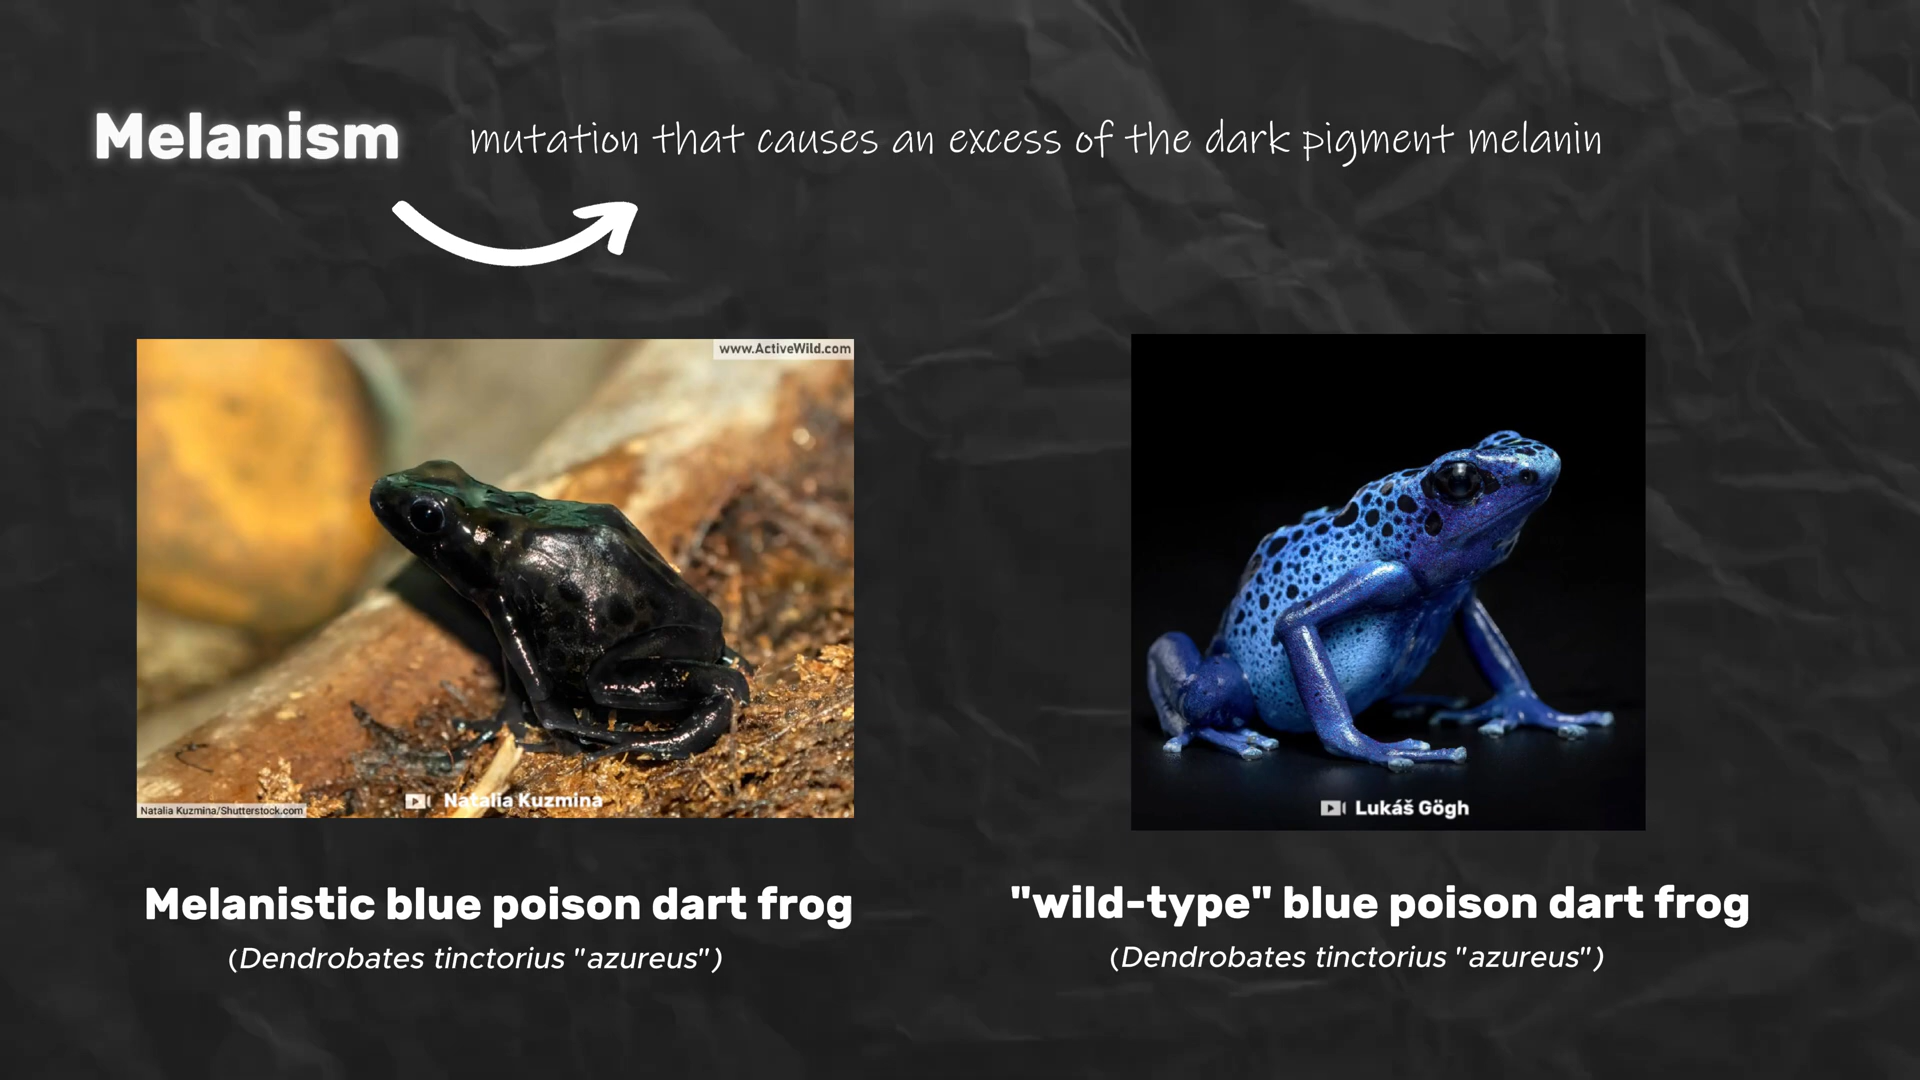 Melanism
mutation that causes an excess of the dark pigment melanin
www.ActiveWild.com
Natalia Kuzmina/Shutterstock.com
Natalia Kuzmina
Lukáš Gögh
Melanistic blue poison dart frog
(Dendrobates tinctorius "azureus")
"wild-type" blue poison dart frog
(Dendrobates tinctorius "azureus")